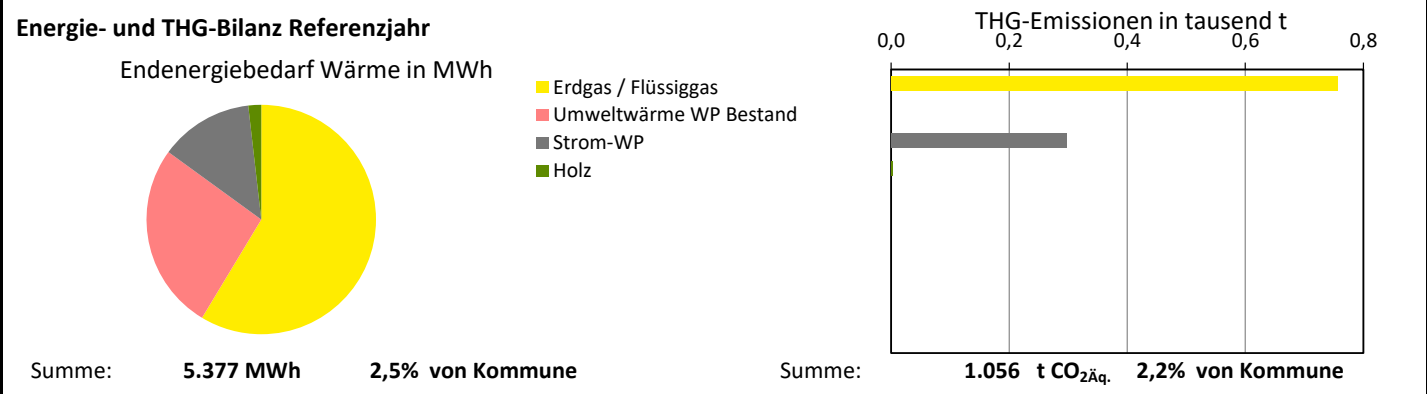 Energie- und THG-Bilanz Referenzjahr
Endenergiebedarf Wärme in MWh
Erdgas / Flüssiggas
Umweltwärme WP Bestand
Strom-WP
Holz
Summe: 5.377 MWh 2,5% von Kommune
THG-Emissionen in tausend t
0,0 0,2 0,4 0,6 0,8
Summe: 1.056 t CO2Äq. 2,2% von Kommune